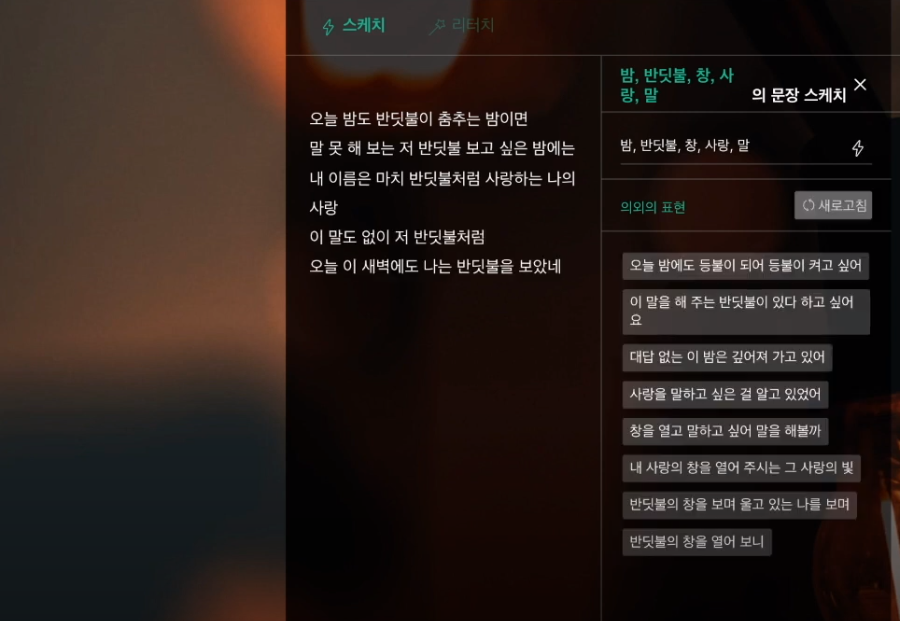 스케치
리터치
오늘 밤도 반딧불이 춤추는 밤이면
말 못 해 보는 저 반딧불 보고 싶은 밤에는
내 이름은 마치 반딧불처럼 사랑하는 나의
사랑
이 말도 없이 저 반딧불처럼
오늘 이 새벽에도 나는 반딧불을 보았네
밤, 반딧불, 창, 사
랑, 말
의 문장 스케치
밤, 반딧불, 창, 사랑, 말
의외의 표현
새로고침
오늘 밤에도 등불이 되어 등불이 켜고 싶어
이 말을 해 주는 반딧불이 있다 하고 싶어
요
대답 없는 이 밤은 깊어져 가고 있어
사랑을 말하고 싶은 걸 알고 있었어
창을 열고 말하고 싶어 말을 해볼까
내 사랑의 창을 열어 주시는 그 사랑의 빛
반딧불의 창을 보며 울고 있는 나를 보며
반딧불의 창을 열어 보니